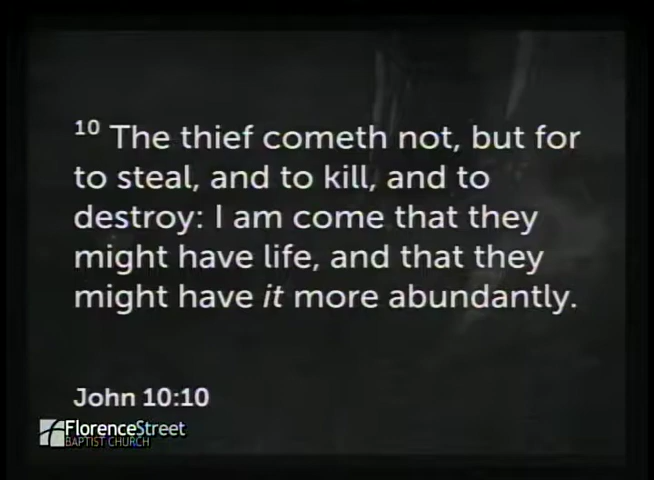 10 The thief cometh not, but for
to steal, and to kill, and to
destroy: I am come that they
might have life, and that they
might have it more abundantly.
John 10:10
FlorenceStreet
BAPTIST CHURCH